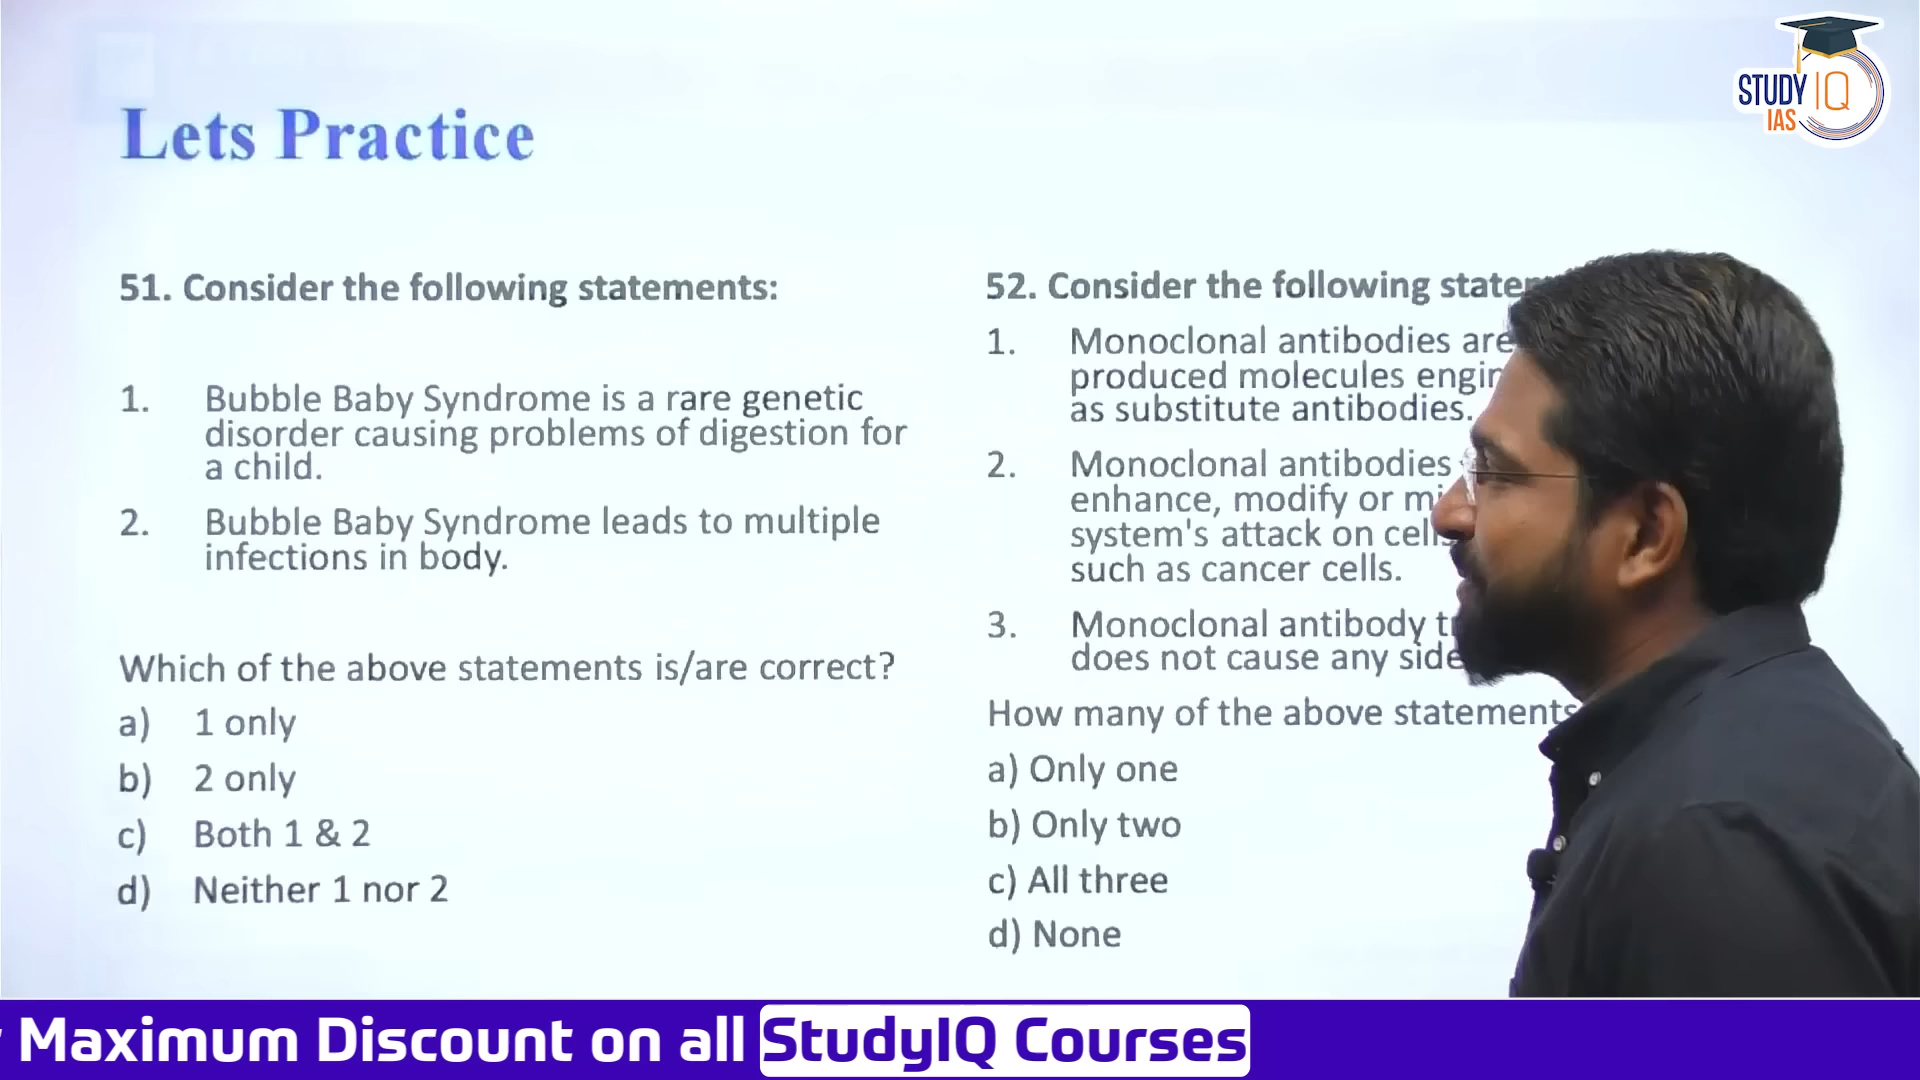 STUDY IQ
IAS
Lets Practice
51. Consider the following statements:
1. Bubble Baby Syndrome is a rare genetic
disorder causing problems of digestion for
a child.
2. Bubble Baby Syndrome leads to multiple
infections in body.
Which of the above statements is/are correct?
a) 1 only
b) 2 only
c) Both 1 & 2
d) Neither 1 nor 2
52. Consider the following
1. Monoclonal antibodies are
produced molecules
as substitute antibodies.
2. Monoclonal antibodies
enhance, modify or
system's attack on
such as cancer cells.
3. Monoclonal antibody
does not cause any
How many of the above statements
a) Only one
b) Only two
c) All three
d) None
Maximum Discount on all StudyIQ Courses